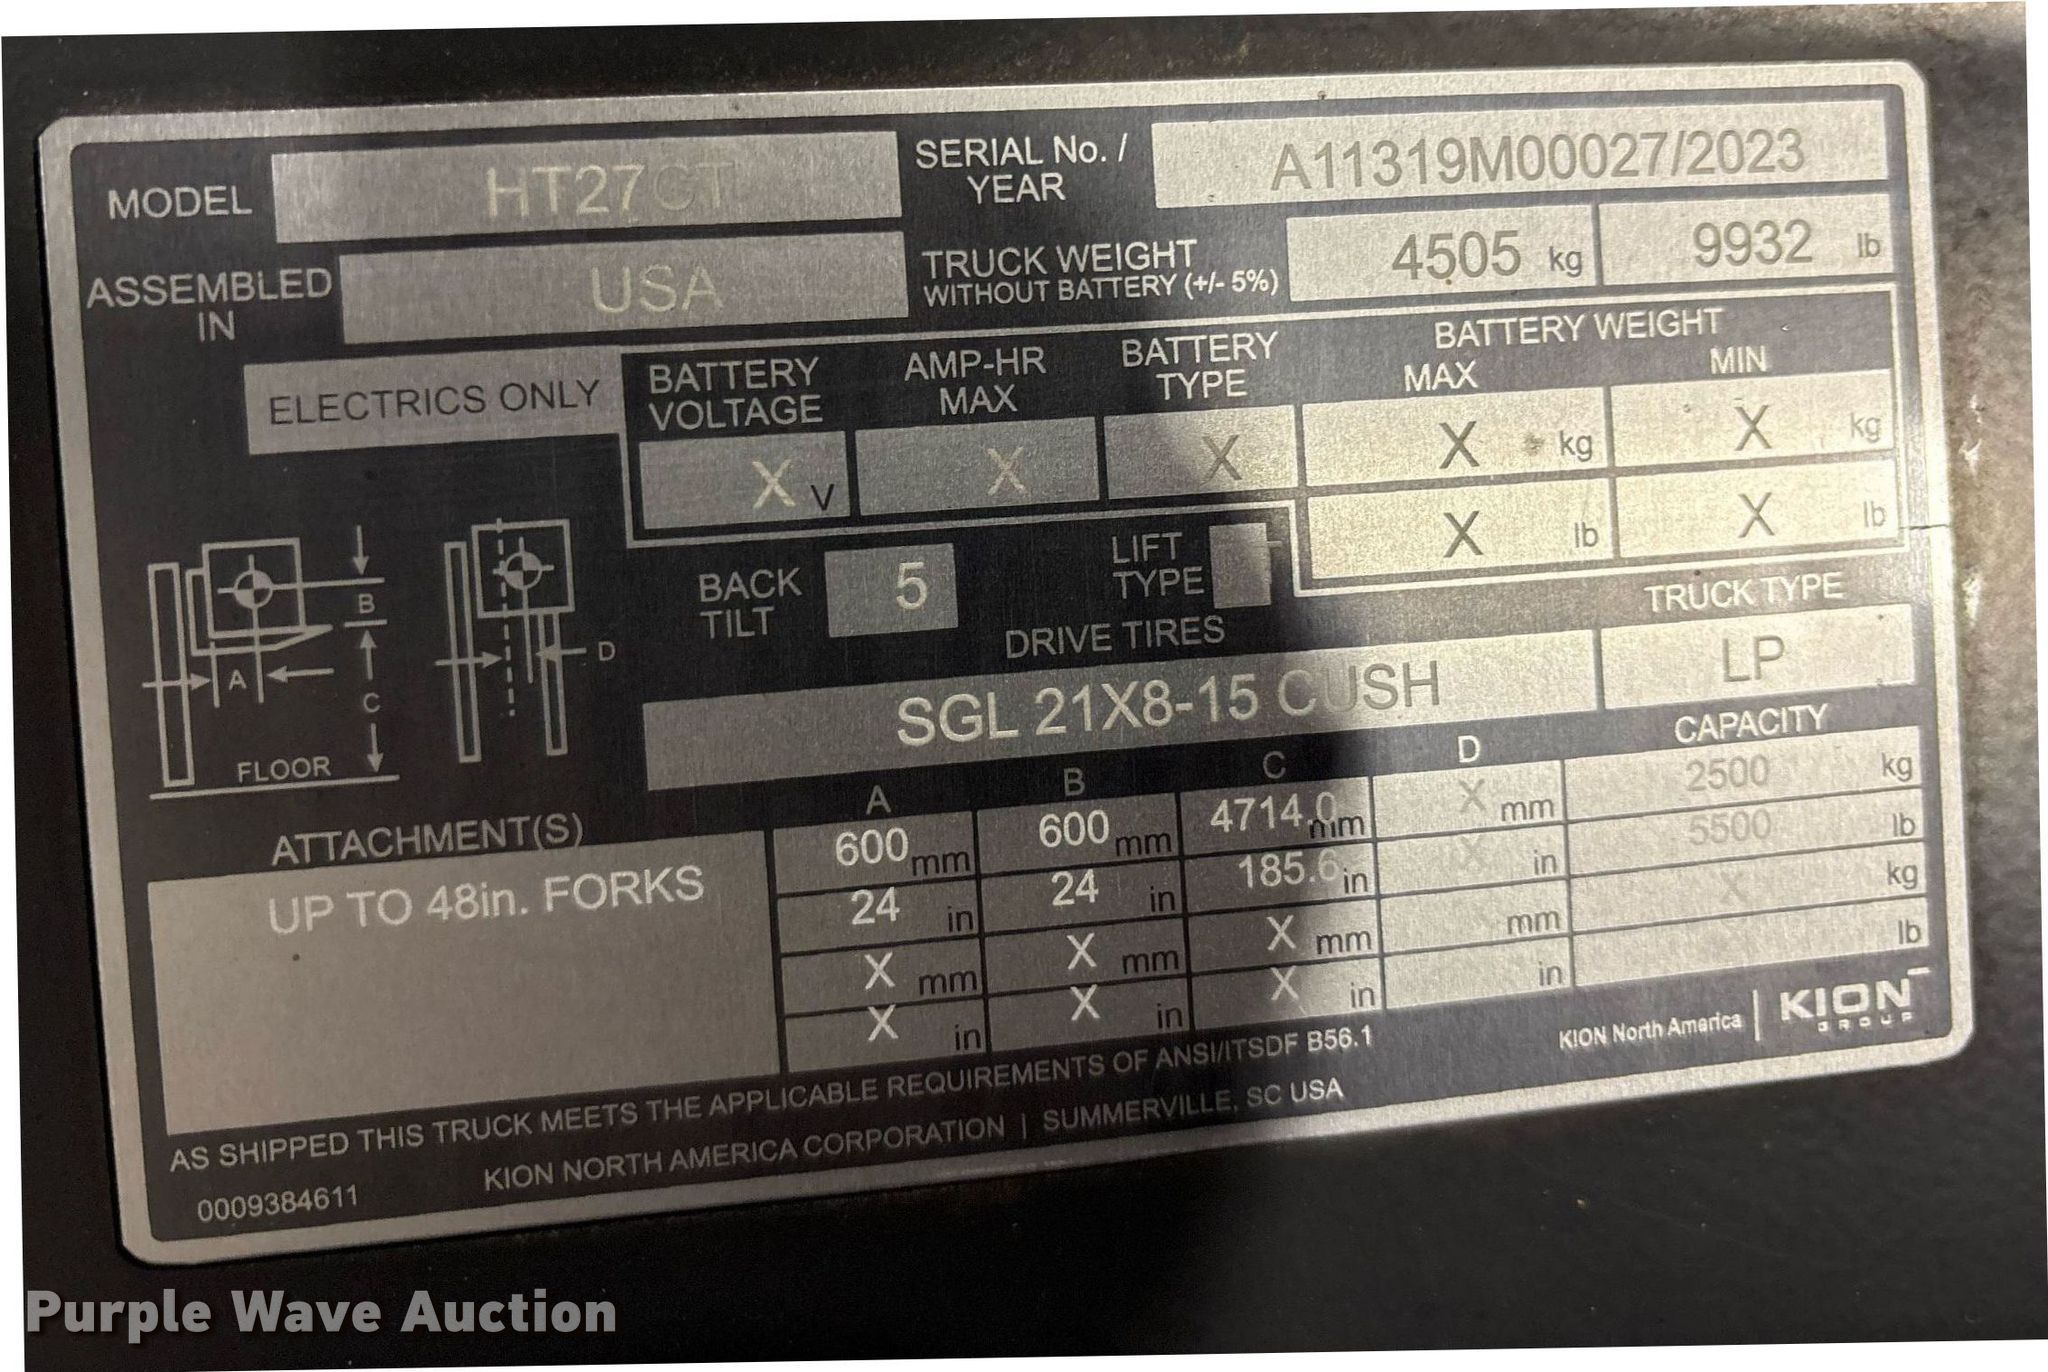 MODEL HT27CT SERIAL No. / YEAR A11319M00027/2023
ASSEMBLED IN USA TRUCK WEIGHT WITHOUT BATTERY (+/- 5%) 4505 kg 9932 lb
ELECTRICS ONLY BATTERY VOLTAGE AMP-HR MAX BATTERY TYPE BATTERY WEIGHT
MAX MIN
X V X X X kg X kg
X lb X lb
BACK TILT 5 LIFT TYPE
DRIVE TIRES TRUCK TYPE
SGL 21X8-15 CUSH LP
A B C D
FLOOR
ATTACHMENT(S) A B C D CAPACITY
UP TO 48in. FORKS 600 mm 600 mm 4714.0 mm X mm 2500 kg
24 in 24 in 185.6 in X in 5500 lb
X mm X mm X mm mm X kg
X in X in X in in lb
AS SHIPPED THIS TRUCK MEETS THE APPLICABLE REQUIREMENTS OF ANSI/ITSDF B56.1
KION North America | KION GROUP
KION NORTH AMERICA CORPORATION | SUMMERVILLE, SC USA
0009384611
Purple Wave Auction